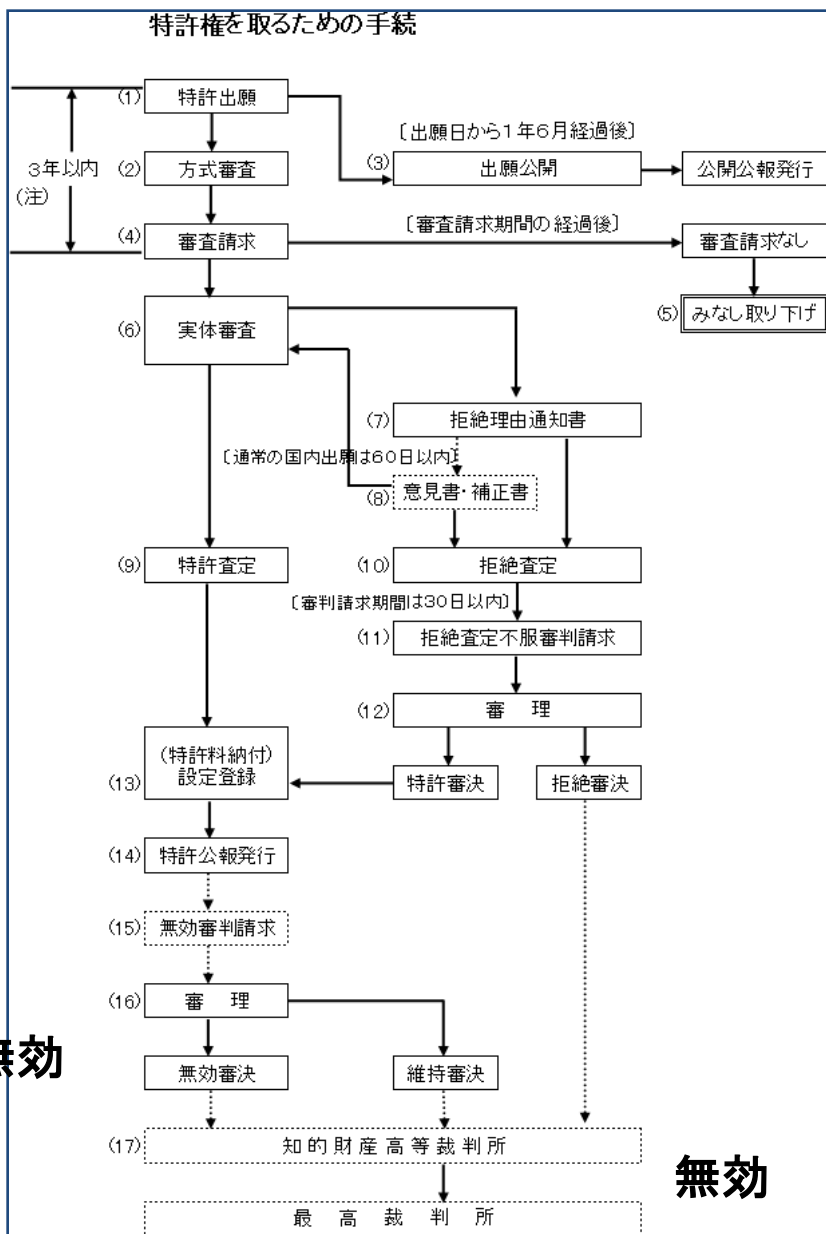 特許権を取るための手続
(1) 特許出願
〔出願日から1年6月経過後〕
3年以内
(注)
(2) 方式審査
(3) 出願公開
公開公報発行
(4) 審査請求
〔審査請求期間の経過後〕
審査請求なし
(5) みなし取り下げ
(6) 実体審査
(7) 拒絶理由通知書
〔通常の国内出願は60日以内〕
(8) 意見書・補正書
(9) 特許査定
(10) 拒絶査定
〔審判請求期間は30日以内〕
(11) 拒絶査定不服審判請求
(12) 審 理
(特許料納付)
(13) 設定登録
特許審決
拒絶審決
(14) 特許公報発行
(15) 無効審判請求
(16) 審 理
無効
無効審決
維持審決
(17) 知的財産高等裁判所
無効
最 高 裁 判 所